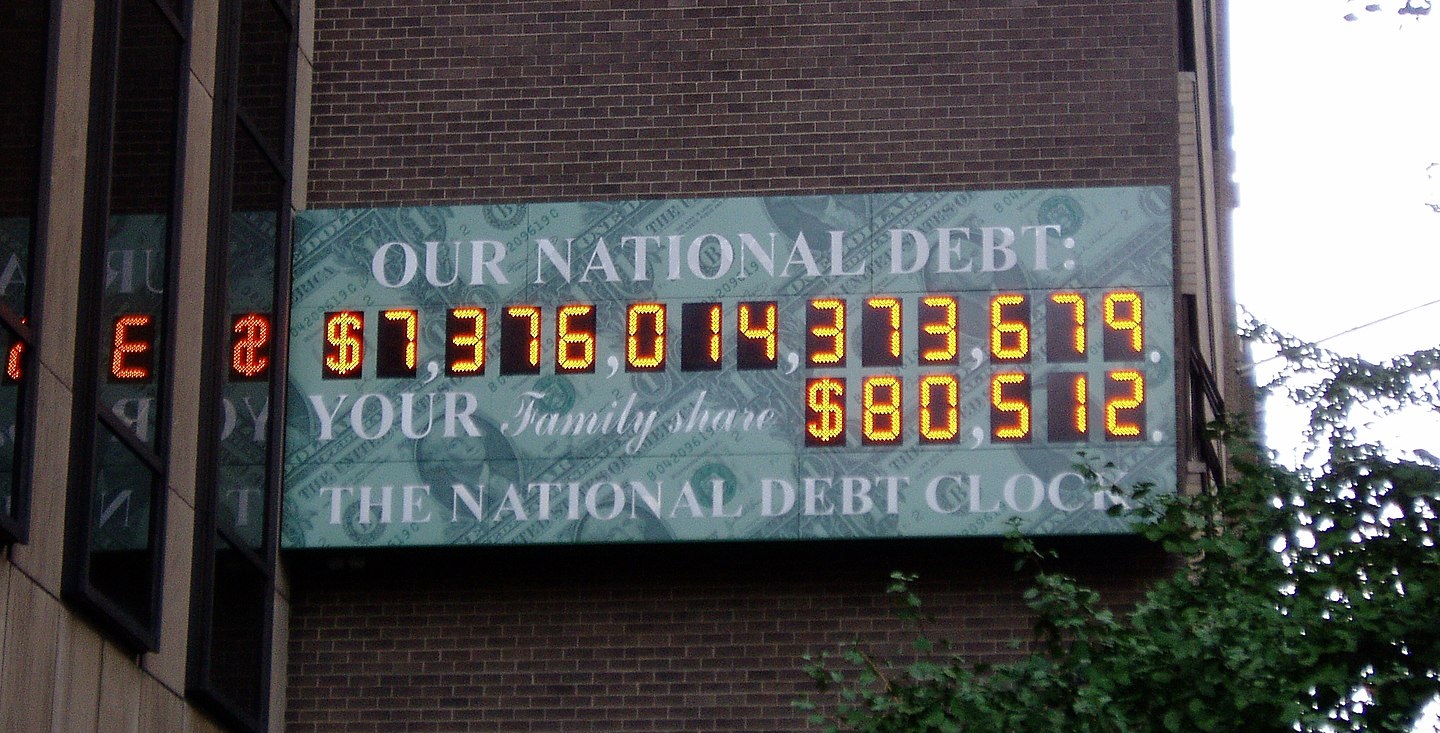 OUR NATIONAL DEBT:
$7,376,014,373,679.
YOUR Family share $80,512.
THE NATIONAL DEBT CLOCK